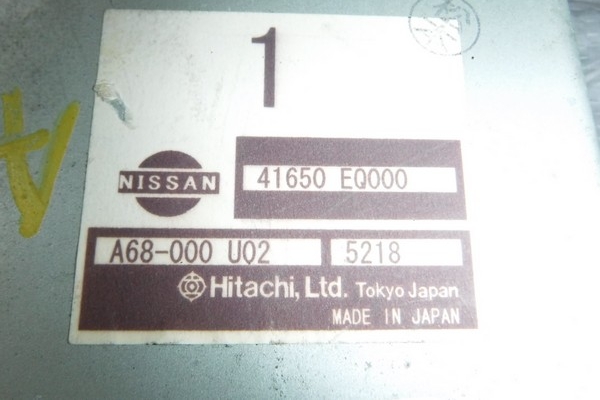 1
NISSAN
41650 EQ000
A68-000 U02 5218
Hitachi, Ltd. Tokyo Japan
MADE IN JAPAN
A